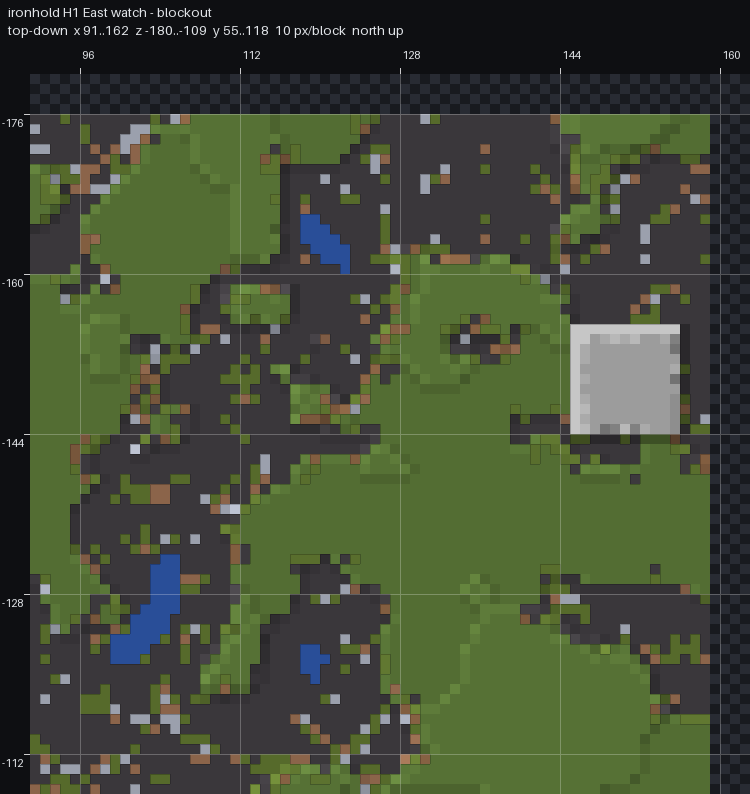 ironhold H1 East watch - blockout
top-down  x 91..162  z -180..-109  y 55..118  10 px/block  north up
96 112 128 144 160
-176
-160
-144
-128
-112